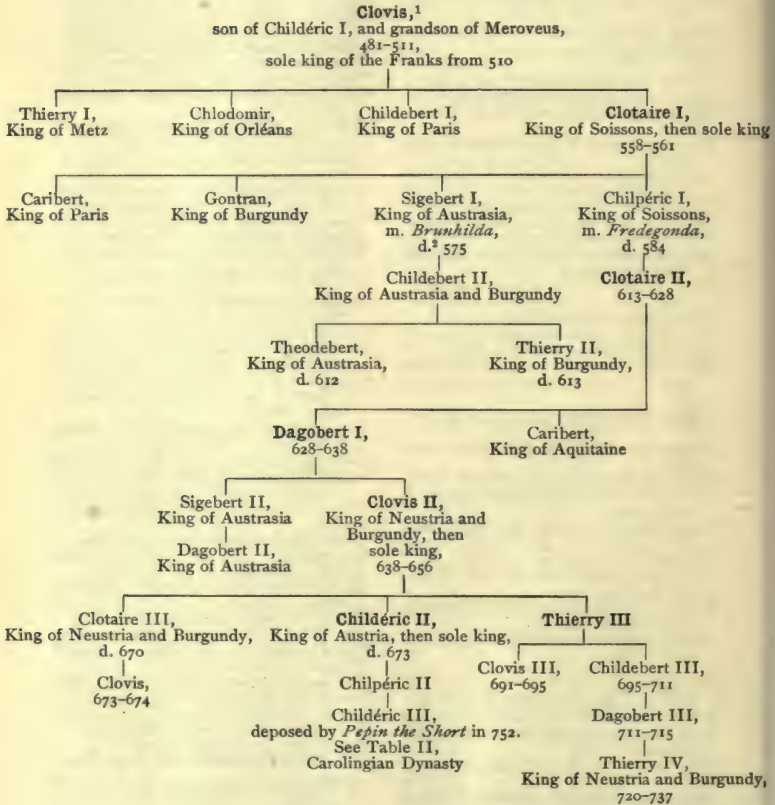 Clovis,¹
son of Childéric I, and grandson of Meroveus,
481–511,
sole king of the Franks from 510
Thierry I,
King of Metz
Chlodomir,
King of Orléans
Childebert I,
King of Paris
Clotaire I,
King of Soissons, then sole king
558–561
Caribert,
King of Paris
Gontran,
King of Burgundy
Sigebert I,
King of Austrasia,
m. Brunhilda,
d.² 575
Chilpéric I,
King of Soissons,
m. Fredegonda,
d. 584
Childebert II,
King of Austrasia and Burgundy
Clotaire II,
613–628
Theodebert,
King of Austrasia,
d. 612
Thierry II,
King of Burgundy,
d. 613
Dagobert I,
628–638
Caribert,
King of Aquitaine
Sigebert II,
King of Austrasia
Dagobert II,
King of Austrasia
Clovis II,
King of Neustria and
Burgundy, then
sole king,
638–656
Clotaire III,
King of Neustria and Burgundy,
d. 670
Clovis,
673–674
Childéric II,
King of Austria, then sole king,
d. 673
Chilpéric II
Childéric III,
deposed by Pepin the Short in 752.
See Table II,
Carolingian Dynasty
Thierry III
Clovis III,
691–695
Childebert III,
695–711
Dagobert III,
711–715
Thierry IV,
King of Neustria and Burgundy,
720–737